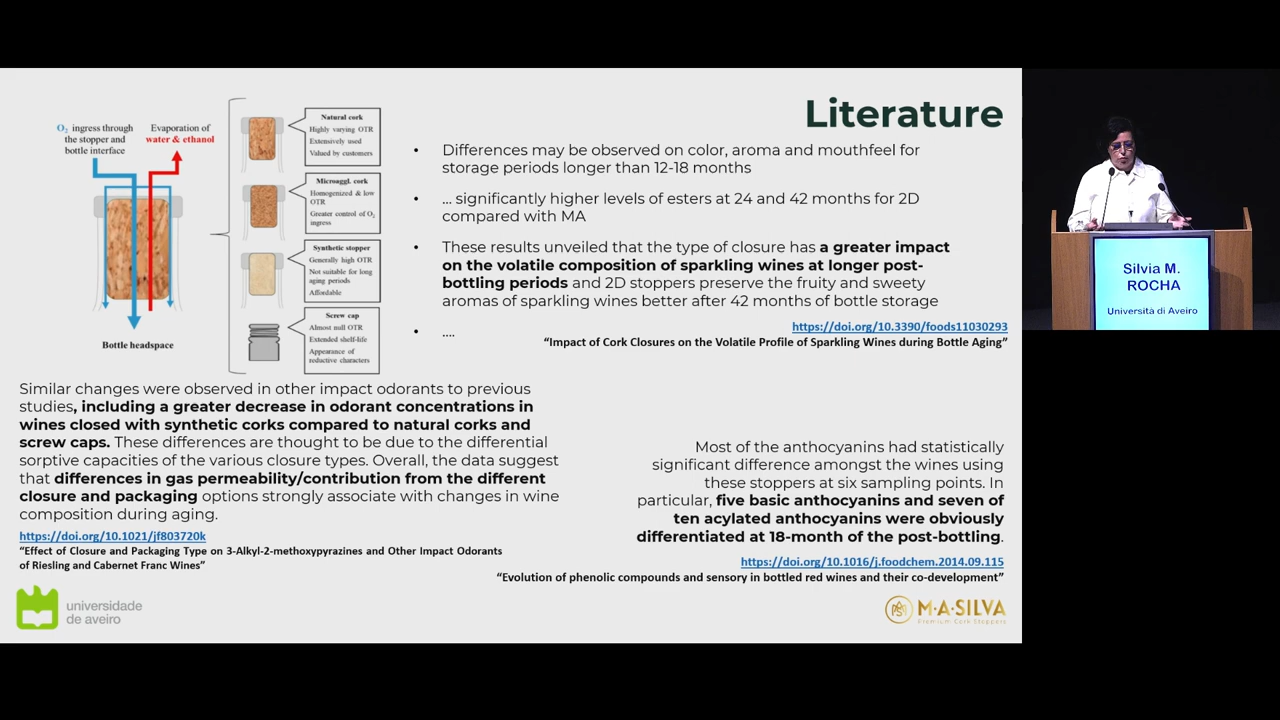 Literature
O2 ingress through
the stopper and
bottle interface
Evaporation of
water & ethanol
Bottle headspace
Natural cork
Highly varying OTR
Extensively used
Valued by customers
Microaggl. cork
Homogenized & low
OTR
Greater control of O2
ingress
Synthetic stopper
Generally high OTR
Not suitable for long
aging periods
Affordable
Screw cap
Almost null OTR
Extended shelf-life
Appearance of
reductive characters
• Differences may be observed on color, aroma and mouthfeel for
storage periods longer than 12-18 months
• ... significantly higher levels of esters at 24 and 42 months for 2D
compared with MA
• These results unveiled that the type of closure has a greater impact
on the volatile composition of sparkling wines at longer post-
bottling periods and 2D stoppers preserve the fruity and sweety
aromas of sparkling wines better after 42 months of bottle storage
• ....
https://doi.org/10.3390/foods11030293
“Impact of Cork Closures on the Volatile Profile of Sparkling Wines during Bottle Aging”
Similar changes were observed in other impact odorants to previous
studies, including a greater decrease in odorant concentrations in
wines closed with synthetic corks compared to natural corks and
screw caps. These differences are thought to be due to the differential
sorptive capacities of the various closure types. Overall, the data suggest
that differences in gas permeability/contribution from the different
closure and packaging options strongly associate with changes in wine
composition during aging.
https://doi.org/10.1021/jf803720k
“Effect of Closure and Packaging Type on 3-Alkyl-2-methoxypyrazines and Other Impact Odorants
of Riesling and Cabernet Franc Wines”
Most of the anthocyanins had statistically
significant difference amongst the wines using
these stoppers at six sampling points. In
particular, five basic anthocyanins and seven of
ten acylated anthocyanins were obviously
differentiated at 18-month of the post-bottling.
https://doi.org/10.1016/j.foodchem.2014.09.115
“Evolution of phenolic compounds and sensory in bottled red wines and their co-development”
universidade
de aveiro
M·A·SILVA
Premium Cork Stoppers
Silvia M.
ROCHA
Università di Aveiro